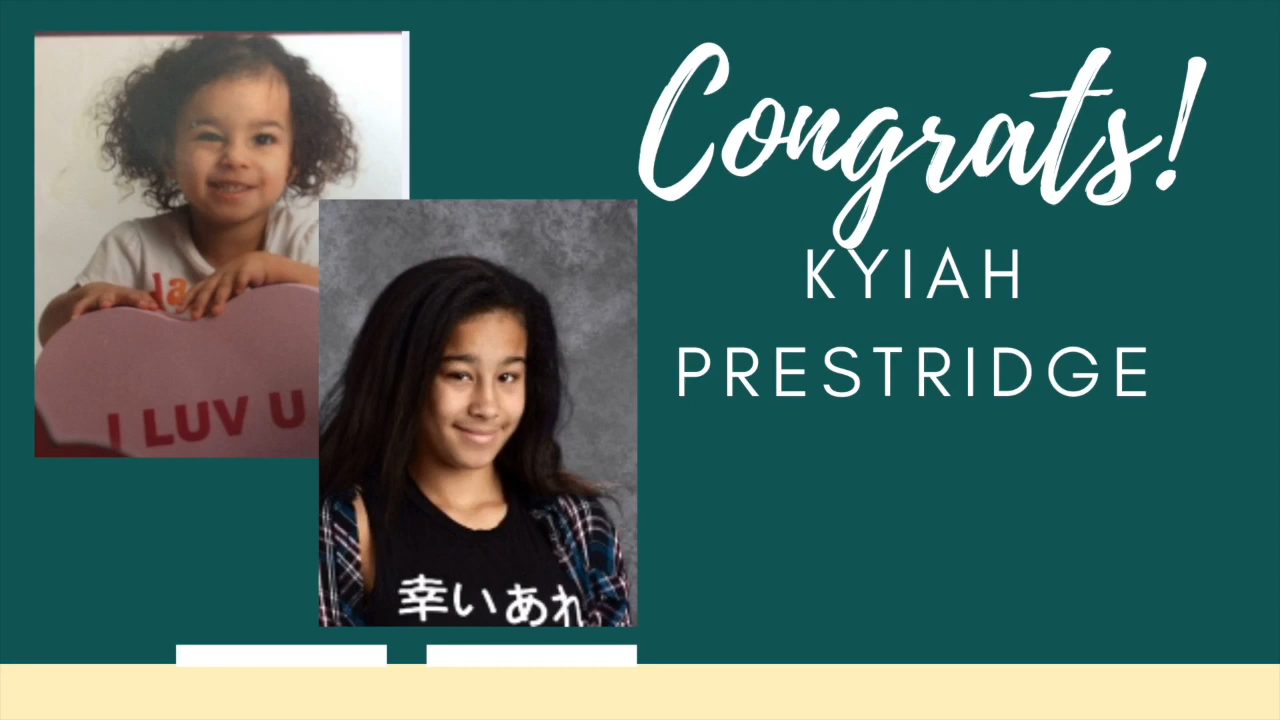 Congrats!
KYIAH
PRESTRIDGE
I LUV U
幸いあれ